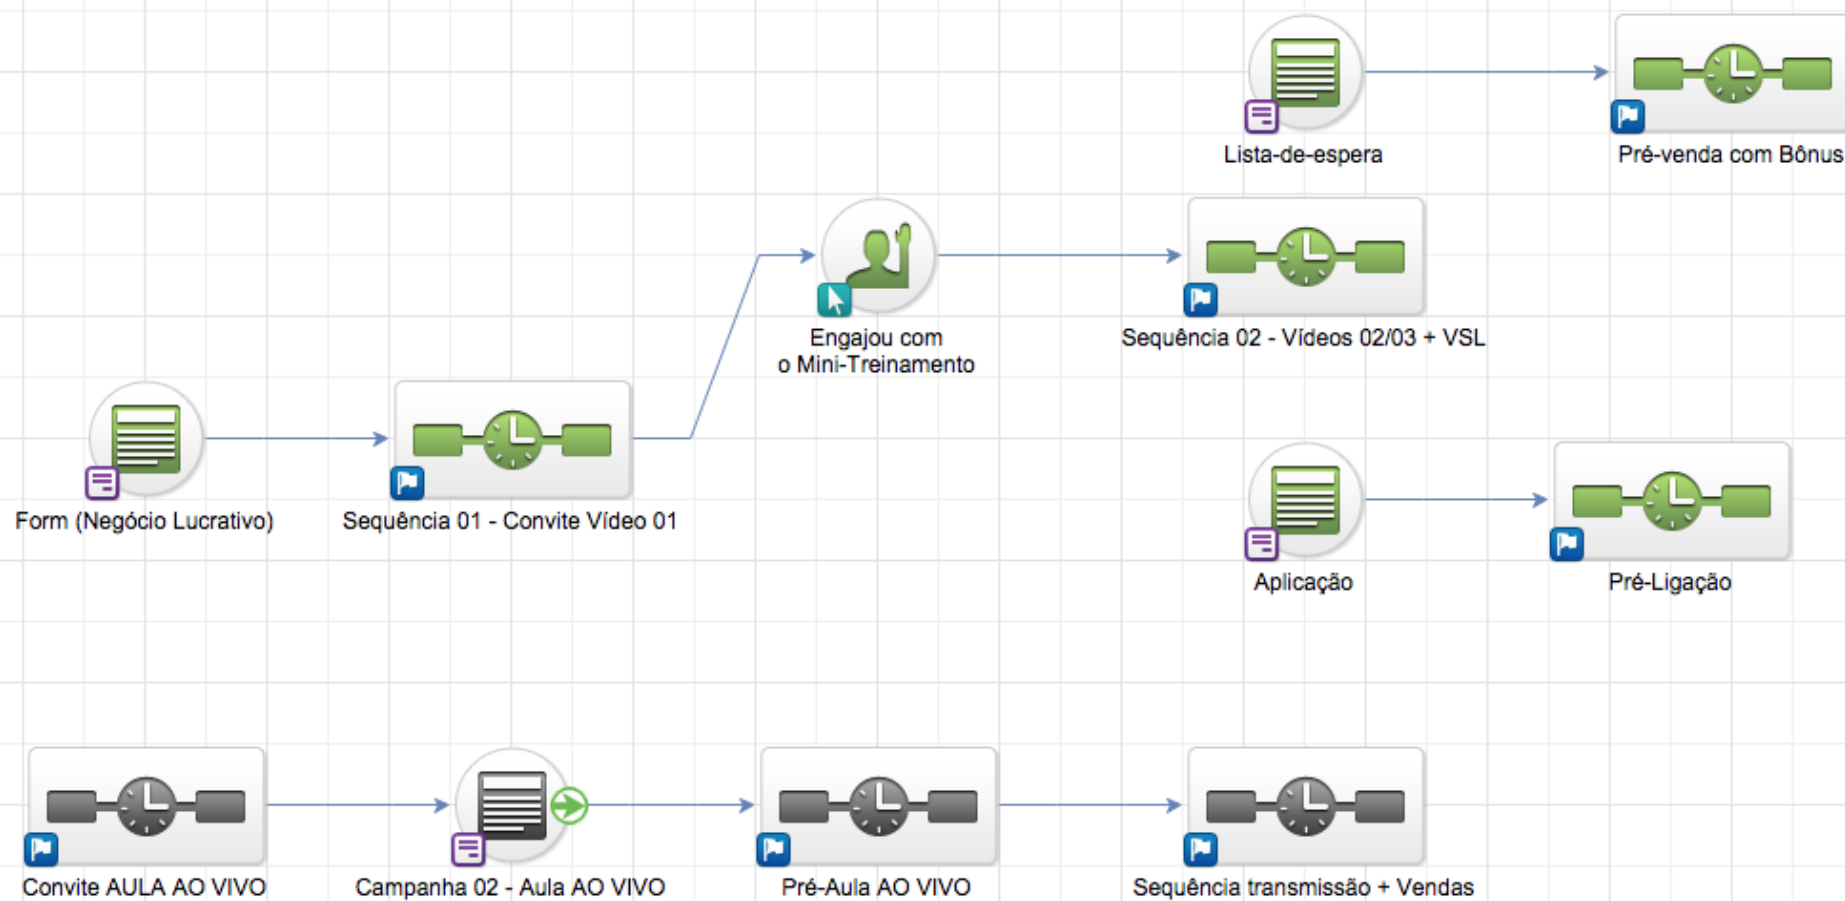 Lista-de-espera
Pré-venda com Bônus
Engajou com
o Mini-Treinamento
Sequência 02 - Vídeos 02/03 + VSL
Form (Negócio Lucrativo)
Sequência 01 - Convite Vídeo 01
Aplicação
Pré-Ligação
Convite AULA AO VIVO
Campanha 02 - Aula AO VIVO
Pré-Aula AO VIVO
Sequência transmissão + Vendas